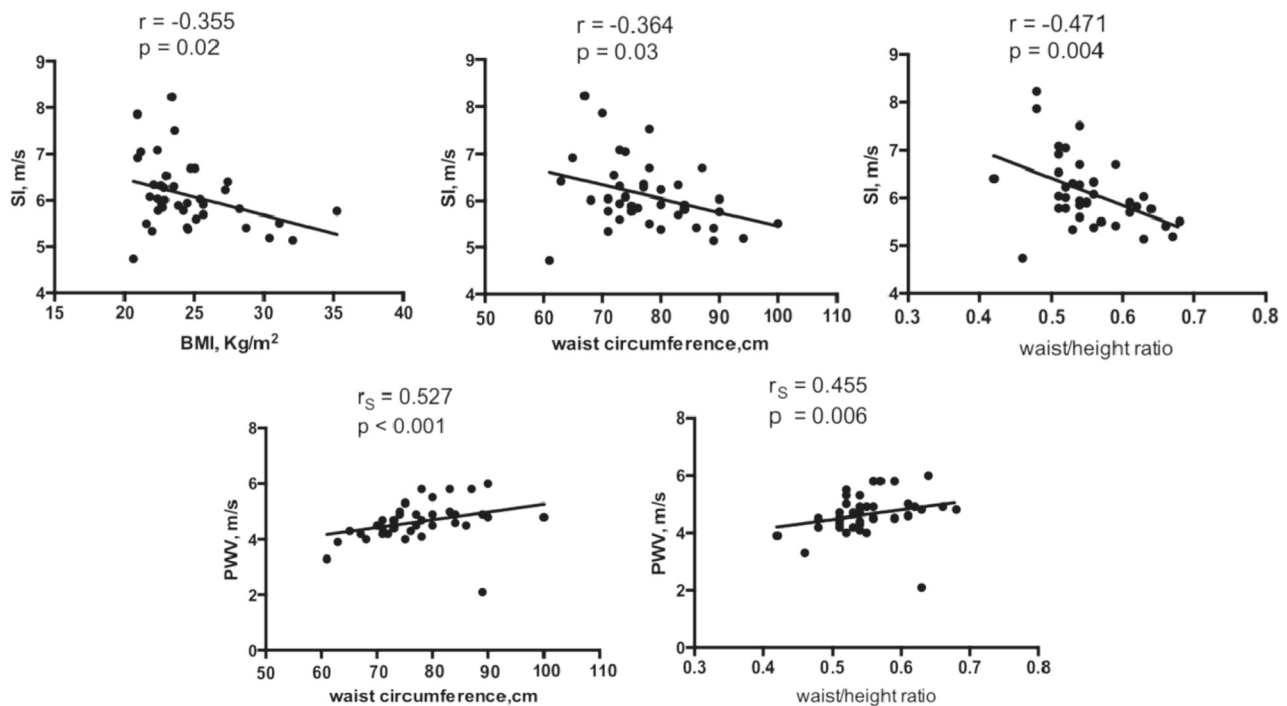 r = -0.355
p = 0.02
9
8
7
6
5
4
SI, m/s
15 20 25 30 35 40
BMI, Kg/m²
r = -0.364
p = 0.03
9
8
7
6
5
4
SI, m/s
50 60 70 80 90 100 110
waist circumference,cm
r = -0.471
p = 0.004
9
8
7
6
5
4
SI, m/s
0.3 0.4 0.5 0.6 0.7 0.8
waist/height ratio
rS = 0.527
p < 0.001
8
6
4
2
0
PWV, m/s
50 60 70 80 90 100 110
waist circumference,cm
rS = 0.455
p = 0.006
8
6
4
2
0
PWV, m/s
0.3 0.4 0.5 0.6 0.7 0.8
waist/height ratio